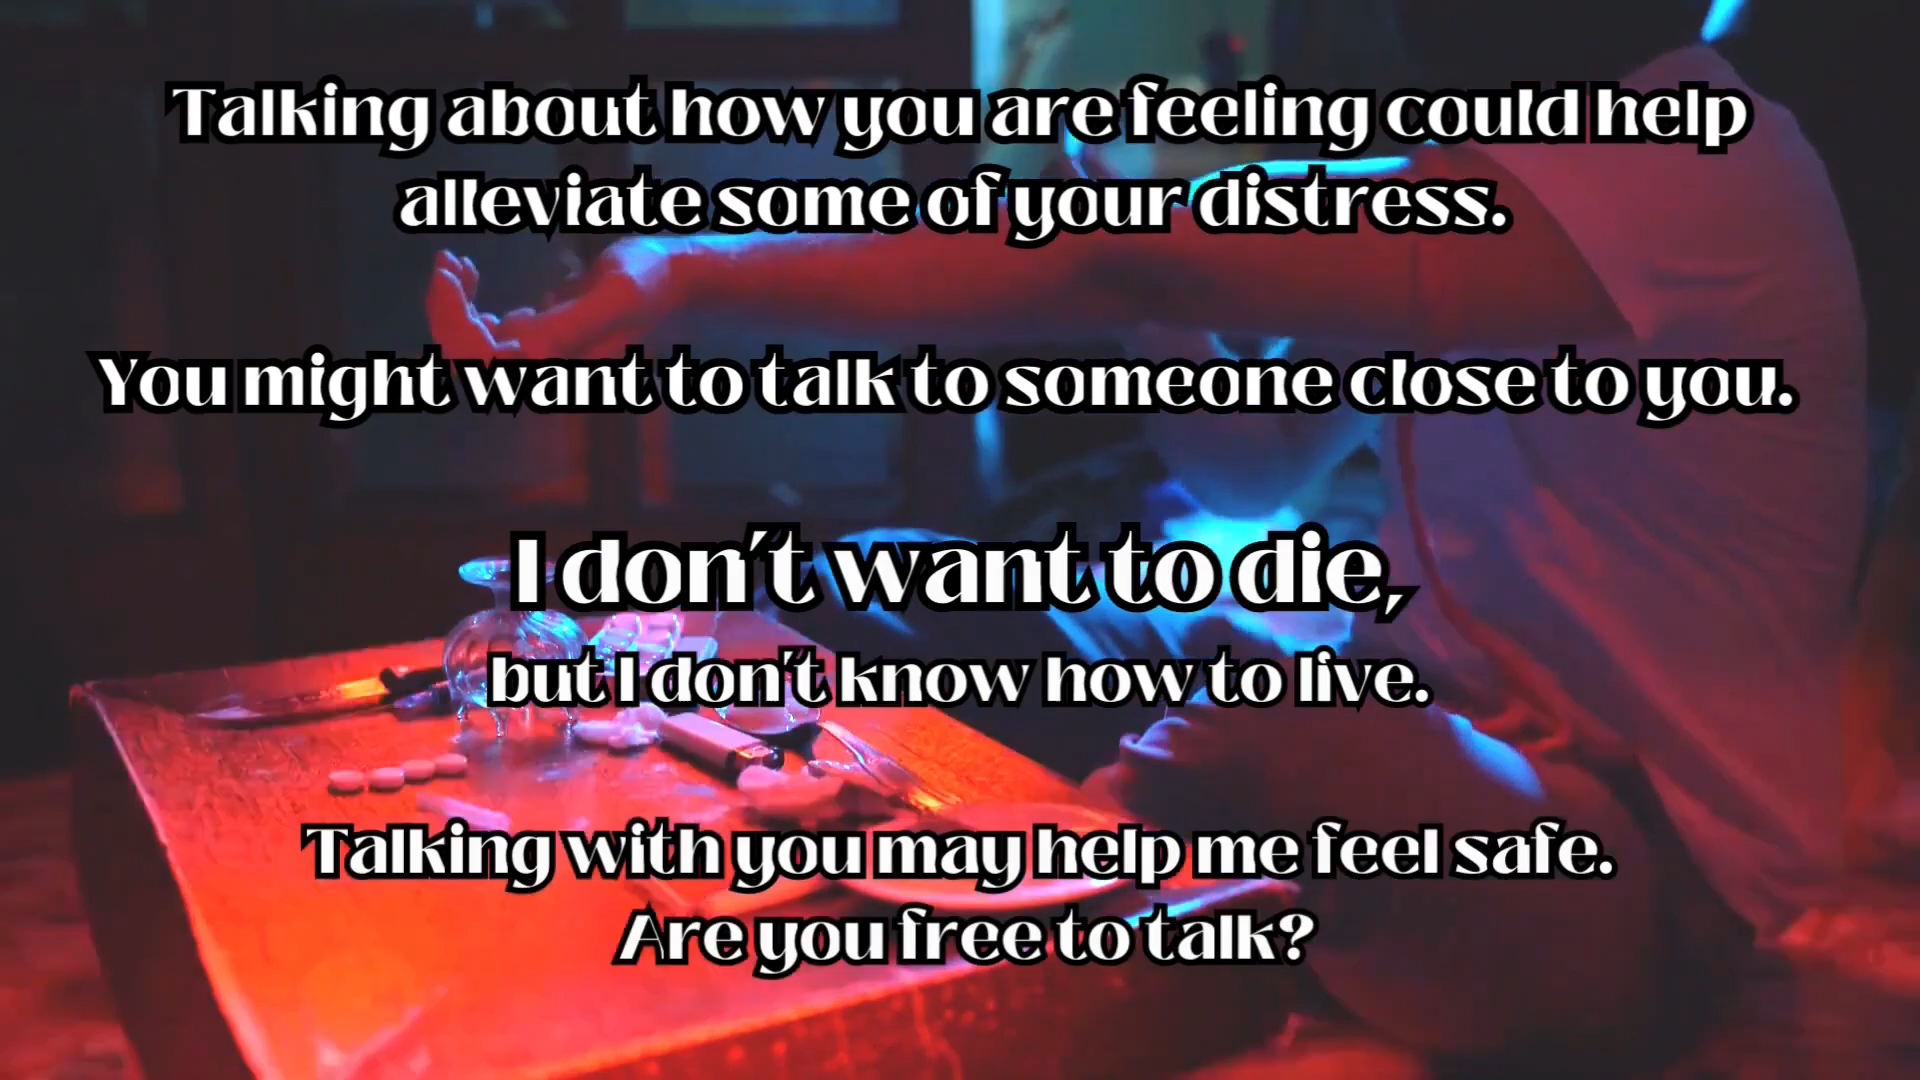 Talking about how you are feeling could help
alleviate some of your distress.
You might want to talk to someone close to you.
I don't want to die,
but I don't know how to live.
Talking with you may help me feel safe.
Are you free to talk?